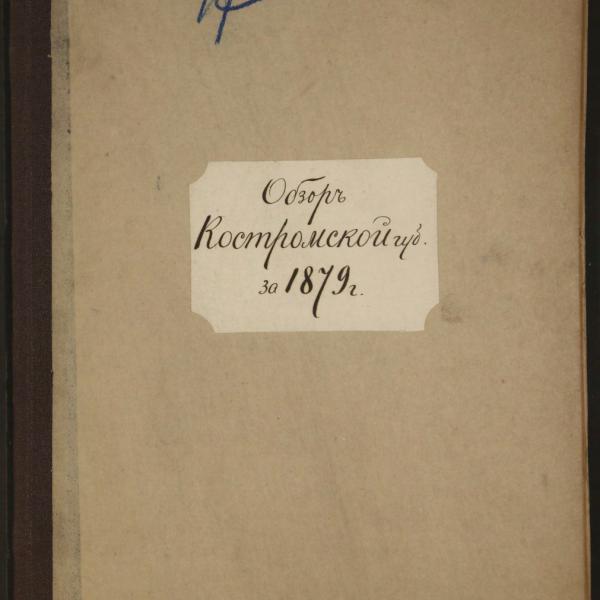 Обзоръ
Костромской губ.
за 1879 г.